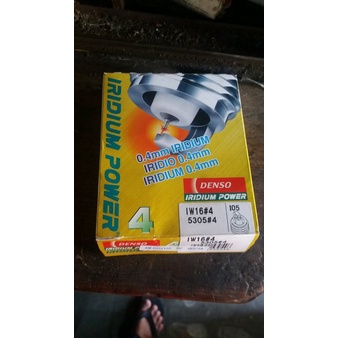 IRIDIUM POWER
0.4mm IRIDIUM
IRIDIO 0.4mm
IRIDIUM 0.4mm
DENSO
IRIDIUM POWER
4
IW16#4
5305#4
105
DENSO
IW16#4